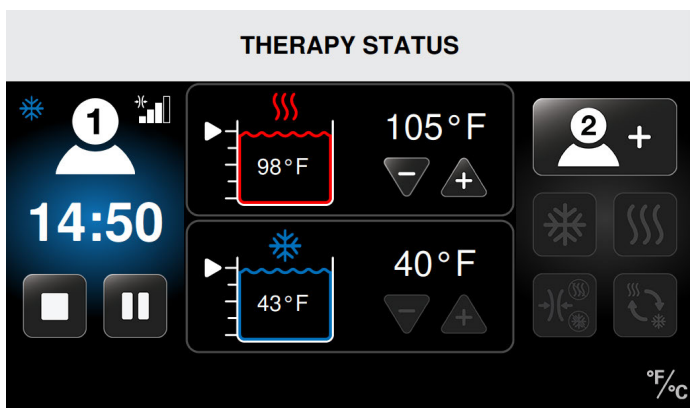 THERAPY STATUS
1
14:50
98°F
105°F
− +
43°F
40°F
− +
2 +
°F/°C